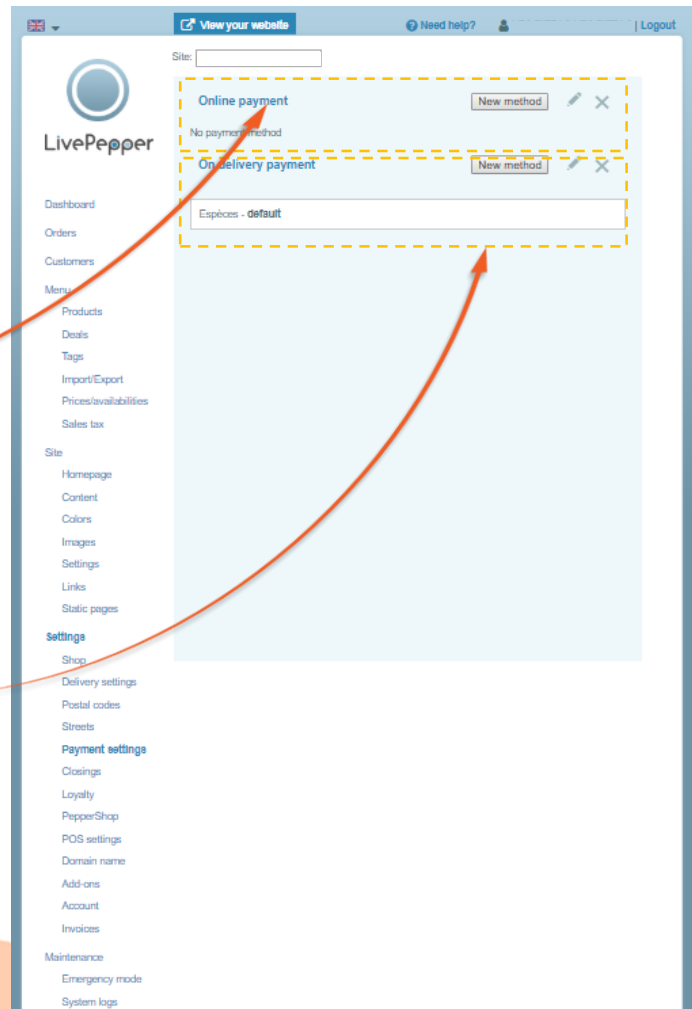 View your website
Need help?
| Logout
Site:
LivePepper
Online payment
New method
No payment method
On delivery payment
New method
Espèces - default
Dashboard
Orders
Customers
Menu
Products
Deals
Tags
Import/Export
Prices/availabilities
Sales tax
Site
Homepage
Content
Colors
Images
Settings
Links
Static pages
Settings
Shop
Delivery settings
Postal codes
Streets
Payment settings
Closings
Loyalty
PepperShop
POS settings
Domain name
Add-ons
Account
Invoices
Maintenance
Emergency mode
System logs